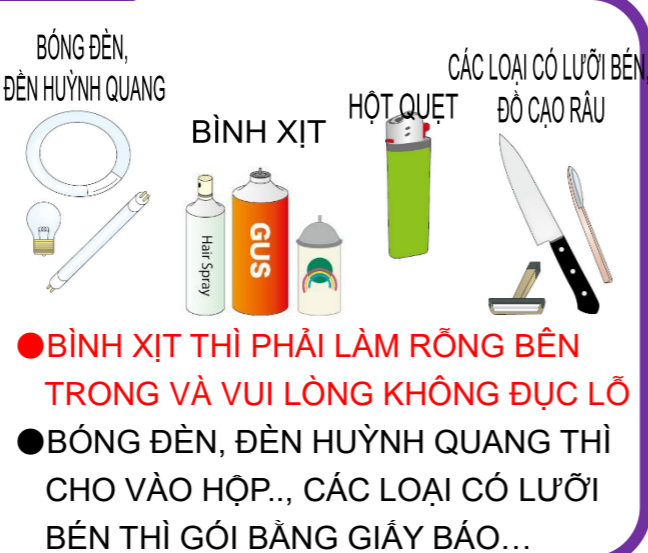 BÓNG ĐÈN,
ĐỀN HUỲNH QUANG
BÌNH XỊT
HỘT QUẸT
CÁC LOẠI CÓ LƯỠI BÉN,
ĐỒ CẠO RÂU
Hair Spray
GUS
●BÌNH XỊT THÌ PHẢI LÀM RỖNG BÊN
TRONG VÀ VUI LÒNG KHÔNG ĐỤC LỖ
●BÓNG ĐÈN, ĐÈN HUỲNH QUANG THÌ
CHO VÀO HỘP.., CÁC LOẠI CÓ LƯỠI
BÉN THÌ GÓI BẰNG GIẤY BÁO…